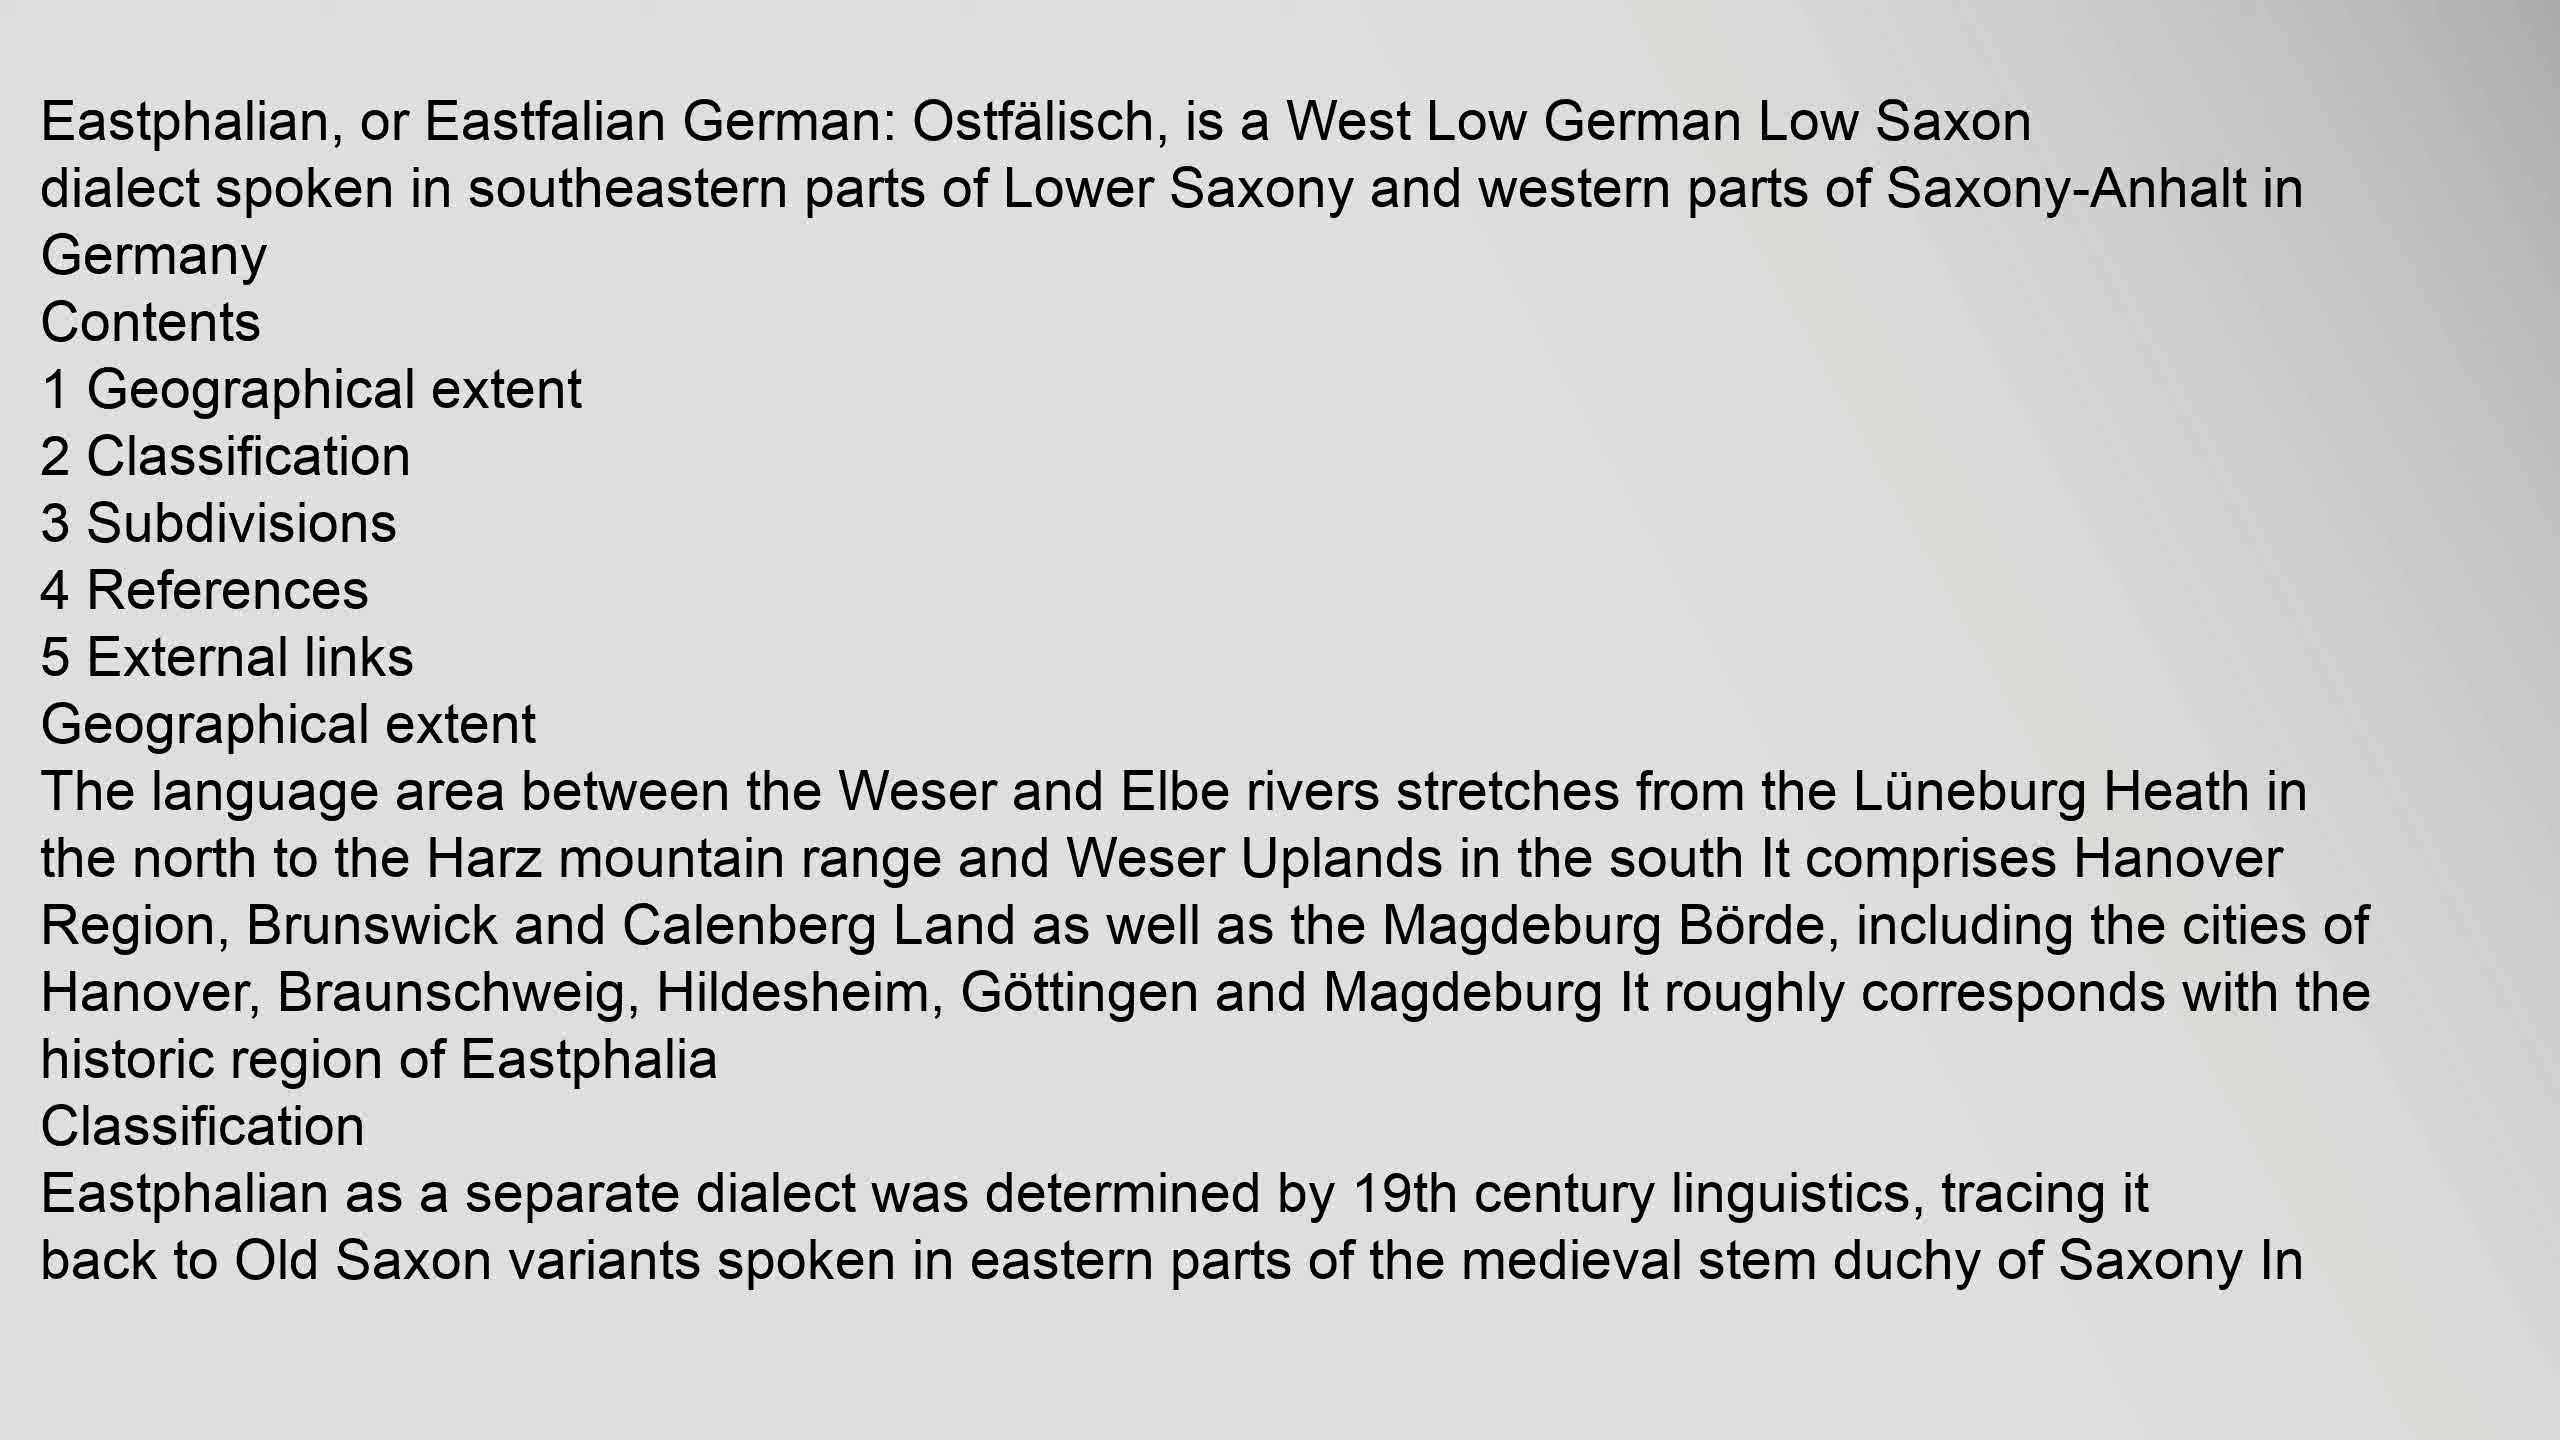 Eastphalian, or Eastfalian German: Ostfälisch, is a West Low German Low Saxon
dialect spoken in southeastern parts of Lower Saxony and western parts of Saxony-Anhalt in
Germany
Contents
1 Geographical extent
2 Classification
3 Subdivisions
4 References
5 External links
Geographical extent
The language area between the Weser and Elbe rivers stretches from the Lüneburg Heath in
the north to the Harz mountain range and Weser Uplands in the south It comprises Hanover
Region, Brunswick and Calenberg Land as well as the Magdeburg Börde, including the cities of
Hanover, Braunschweig, Hildesheim, Göttingen and Magdeburg It roughly corresponds with the
historic region of Eastphalia
Classification
Eastphalian as a separate dialect was determined by 19th century linguistics, tracing it
back to Old Saxon variants spoken in eastern parts of the medieval stem duchy of Saxony In